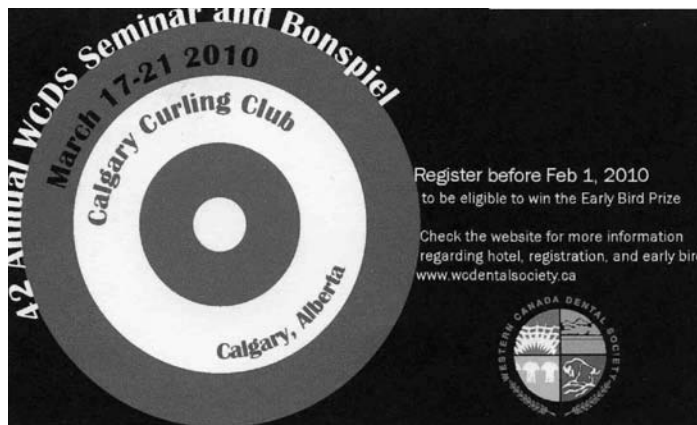 42 Annual WCDS Seminar and Bonspiel
March 17-21 2010
Calgary Curling Club
Calgary, Alberta
Register before Feb 1, 2010
to be eligible to win the Early Bird Prize
Check the website for more information
regarding hotel, registration, and early bird
www.wcdentalsociety.ca
WESTERN CANADA DENTAL SOCIETY